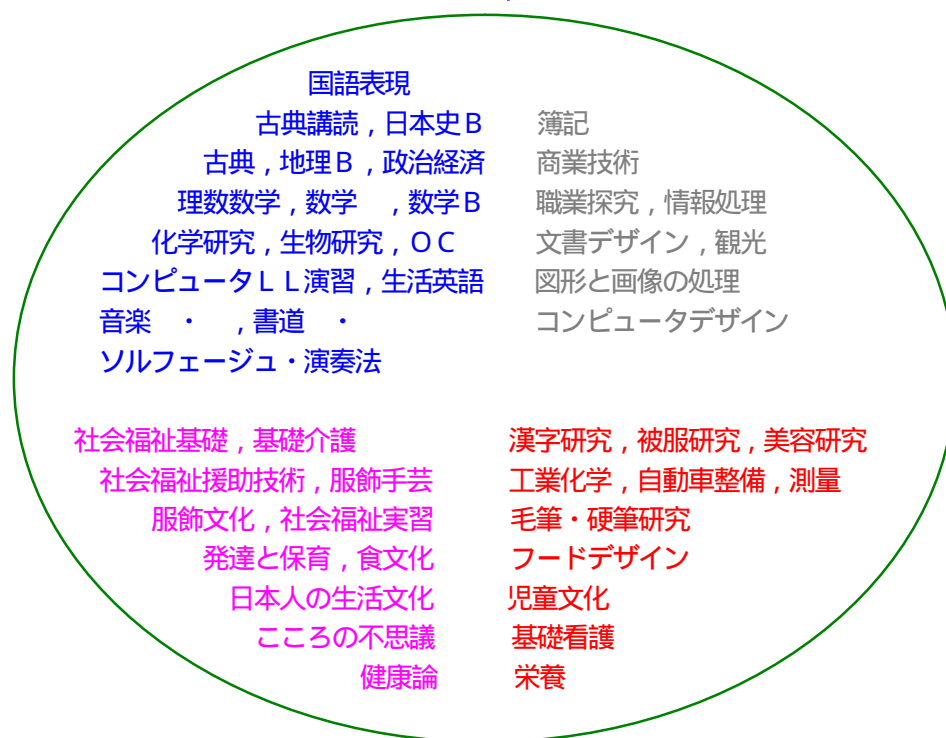 国語表現
古典講読，日本史Ｂ
古典，地理Ｂ，政治経済
理数数学，数学　，数学Ｂ
化学研究，生物研究，ＯＣ
コンピュータＬＬ演習，生活英語
音楽　・　，書道　・
ソルフェージュ・演奏法
簿記
商業技術
職業探究，情報処理
文書デザイン，観光
図形と画像の処理
コンピュータデザイン
社会福祉基礎，基礎介護
社会福祉援助技術，服飾手芸
服飾文化，社会福祉実習
発達と保育，食文化
日本人の生活文化
こころの不思議
健康論
漢字研究，被服研究，美容研究
工業化学，自動車整備，測量
毛筆・硬筆研究
フードデザイン
児童文化
基礎看護
栄養